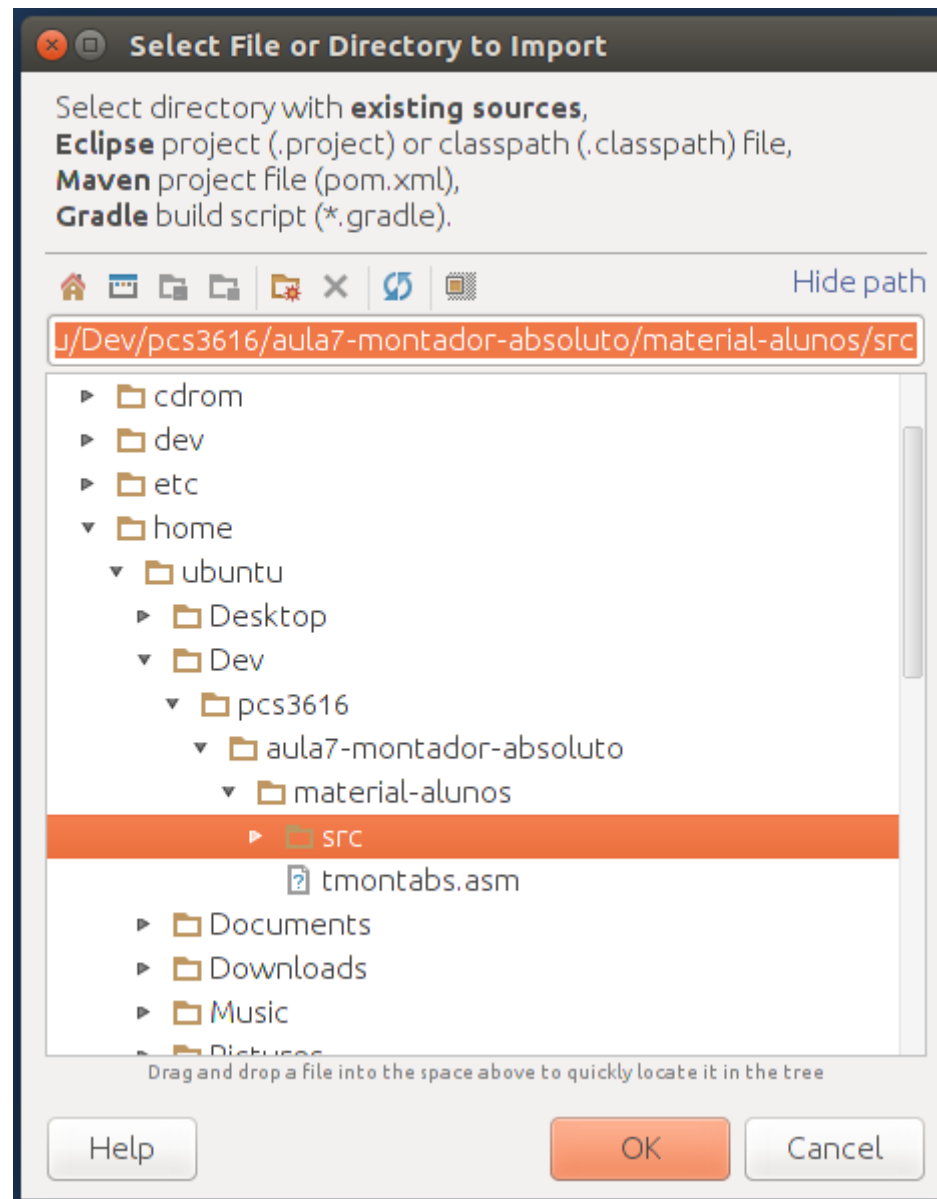 Select File or Directory to Import
Select directory with existing sources,
Eclipse project (.project) or classpath (.classpath) file,
Maven project file (pom.xml),
Gradle build script (*.gradle).
Hide path
u/Dev/pcs3616/aula7-montador-absoluto/material-alunos/src
cdrom
dev
etc
home
ubuntu
Desktop
Dev
pcs3616
aula7-montador-absoluto
material-alunos
src
tmontabs.asm
Documents
Downloads
Music
Pictures
Drag and drop a file into the space above to quickly locate it in the tree
Help
OK
Cancel